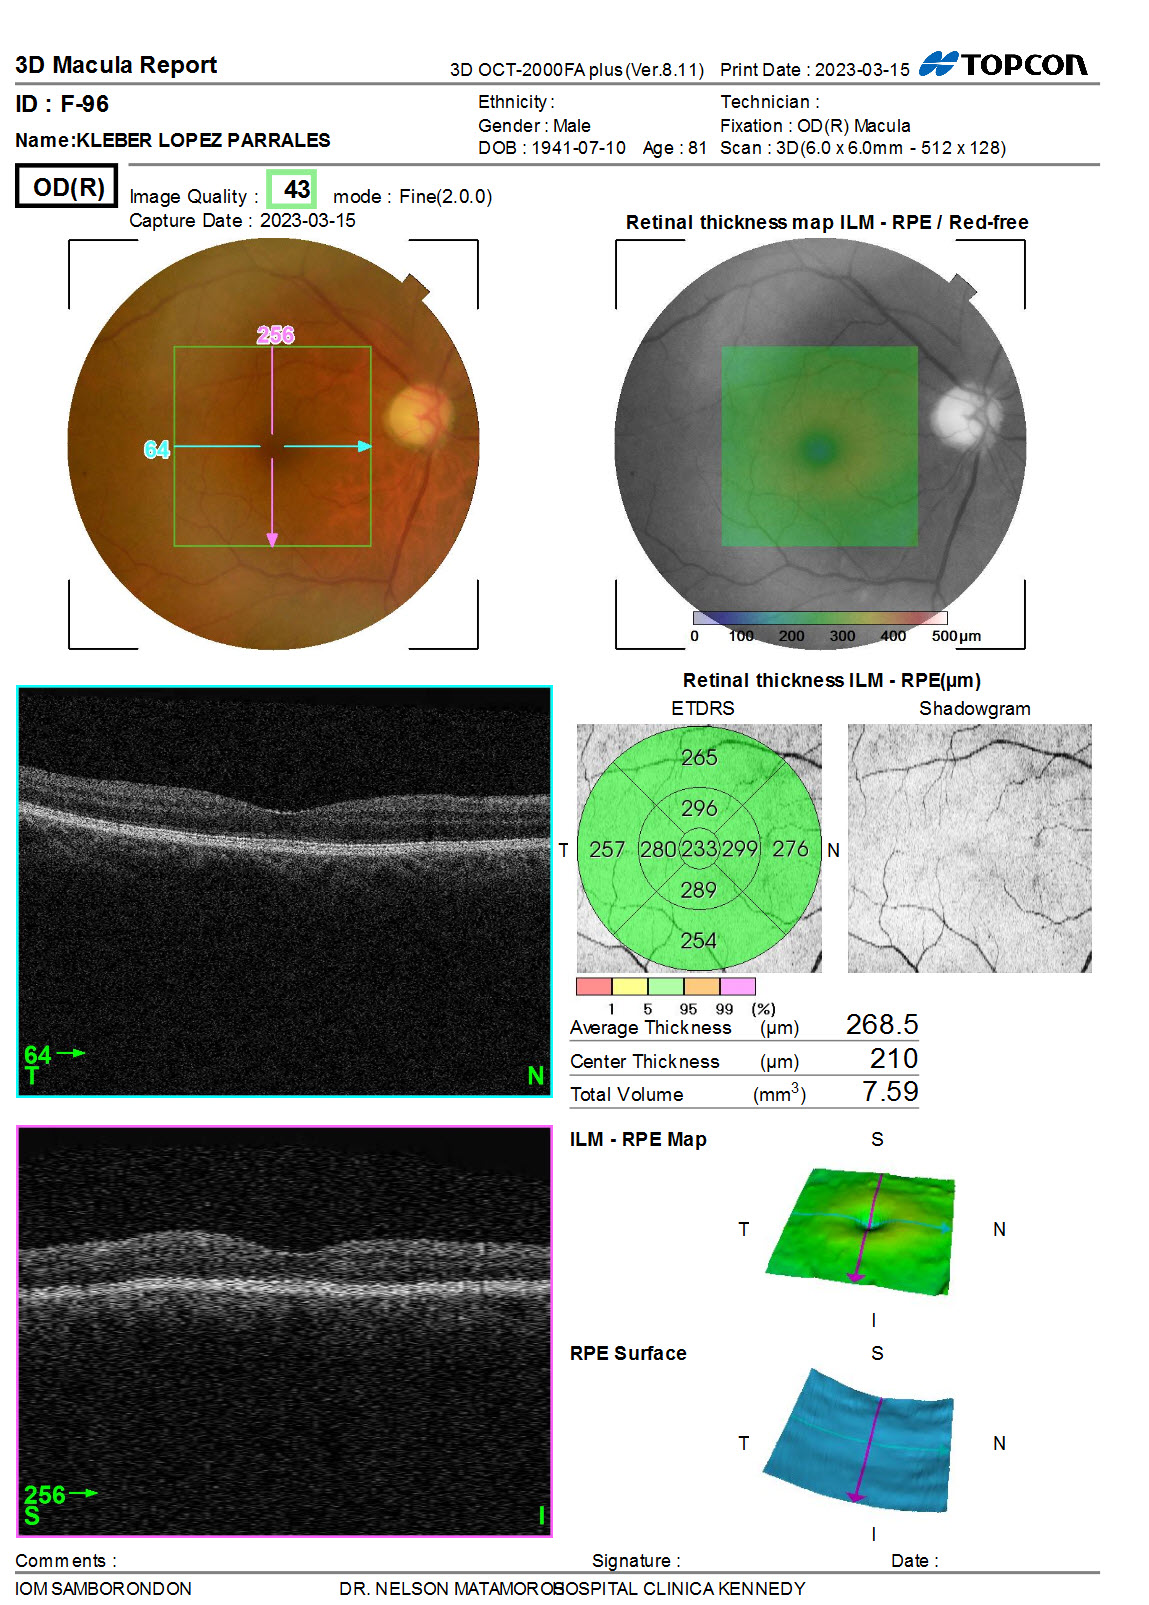 3D Macula Report
3D OCT-2000FA plus(Ver.8.11) Print Date : 2023-03-15 TOPCON
ID : F-96
Ethnicity :
Technician :
Gender : Male
Fixation : OD(R) Macula
Name:KLEBER LOPEZ PARRALES
DOB : 1941-07-10 Age : 81 Scan : 3D(6.0 x 6.0mm - 512 x 128)
OD(R)
Image Quality : 43 mode : Fine(2.0.0)
Capture Date : 2023-03-15
Retinal thickness map ILM - RPE / Red-free
256
64
0 100 200 300 400 500µm
Retinal thickness ILM - RPE(µm)
ETDRS
Shadowgram
265
296
T 257 280 233 299 276 N
289
254
1 5 95 99 (%)
Average Thickness (µm) 268.5
Center Thickness (µm) 210
Total Volume (mm3) 7.59
64
T N
ILM - RPE Map
S
T N
I
RPE Surface
S
T N
I
256
S I
Comments :
Signature :
Date :
IOM SAMBORONDON
DR. NELSON MATAMOROS
HOSPITAL CLINICA KENNEDY